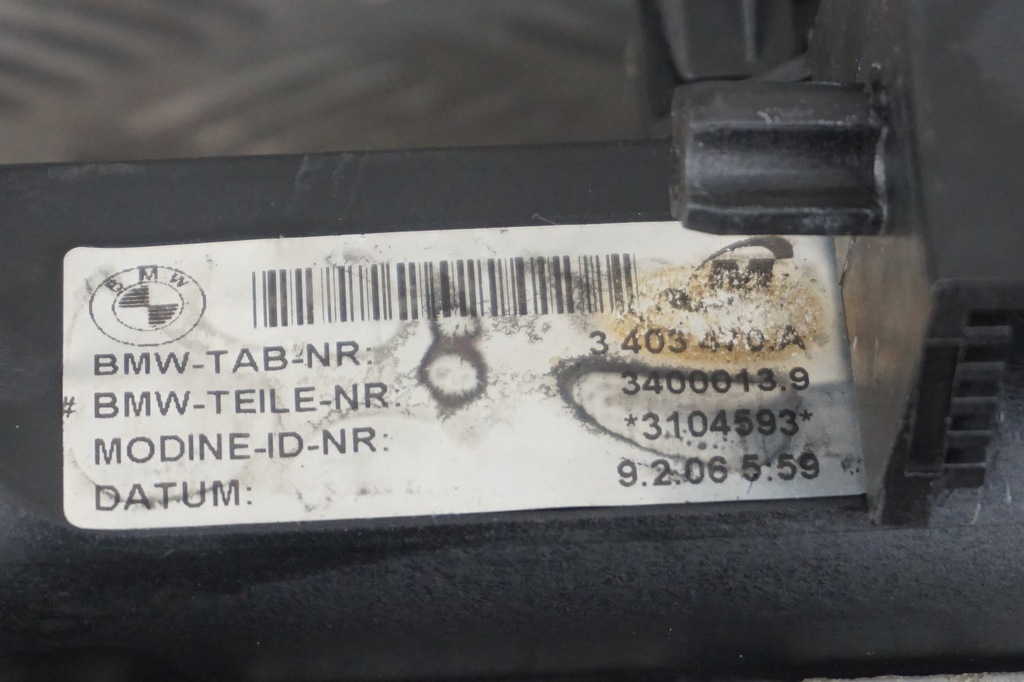 BMW
BMW-TAB-NR: 3 403 470 A
# BMW-TEILE-NR: 3400013.9
MODINE-ID-NR: *3104593*
DATUM: 9.2.06 5:59